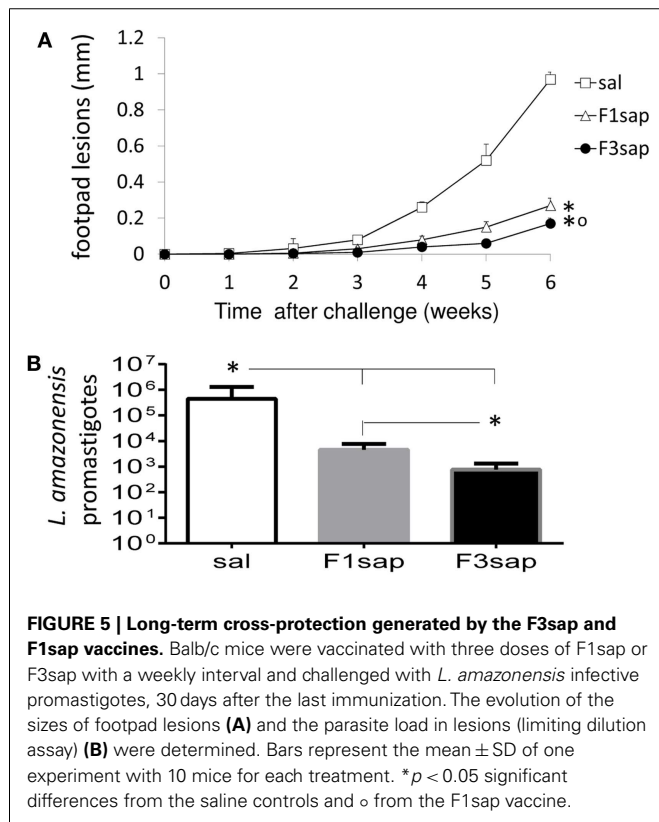 A
footpad lesions (mm)
1.2
1
0.8
0.6
0.4
0.2
0
0 1 2 3 4 5 6
Time after challenge (weeks)
sal
F1sap
F3sap
*
*o
B
L. amazonensis
promastigotes
10⁷
10⁶
10⁵
10⁴
10³
10²
10¹
10⁰
*
*
sal F1sap F3sap
FIGURE 5 | Long-term cross-protection generated by the F3sap and
F1sap vaccines. Balb/c mice were vaccinated with three doses of F1sap or
F3sap with a weekly interval and challenged with L. amazonensis infective
promastigotes, 30 days after the last immunization. The evolution of the
sizes of footpad lesions (A) and the parasite load in lesions (limiting dilution
assay) (B) were determined. Bars represent the mean ± SD of one
experiment with 10 mice for each treatment. *p < 0.05 significant
differences from the saline controls and ○ from the F1sap vaccine.